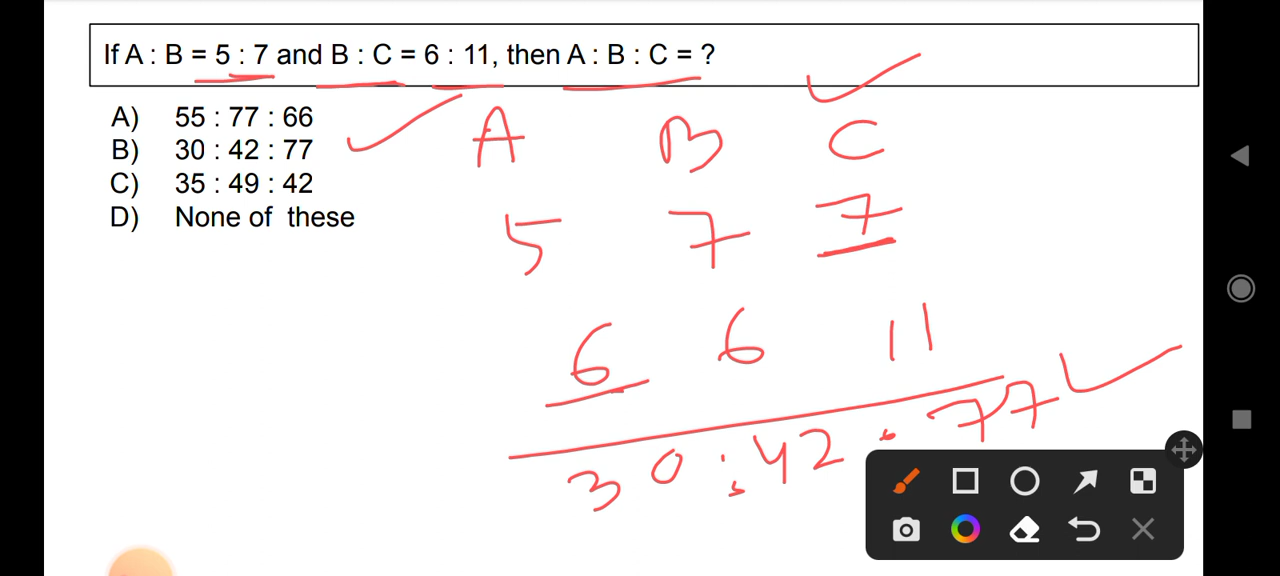 If A : B = 5 : 7 and B : C = 6 : 11, then A : B : C = ?
A) 55 : 77 : 66
B) 30 : 42 : 77
C) 35 : 49 : 42
D) None of these
A B C
5 7 7
6 6 11
30 : 42 : 77